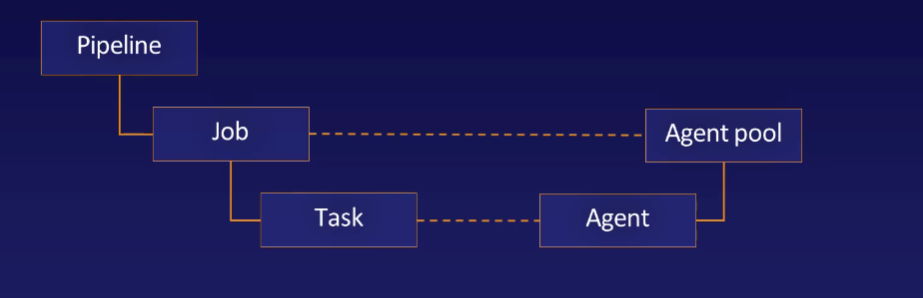 Pipeline
Job
Agent pool
Task
Agent